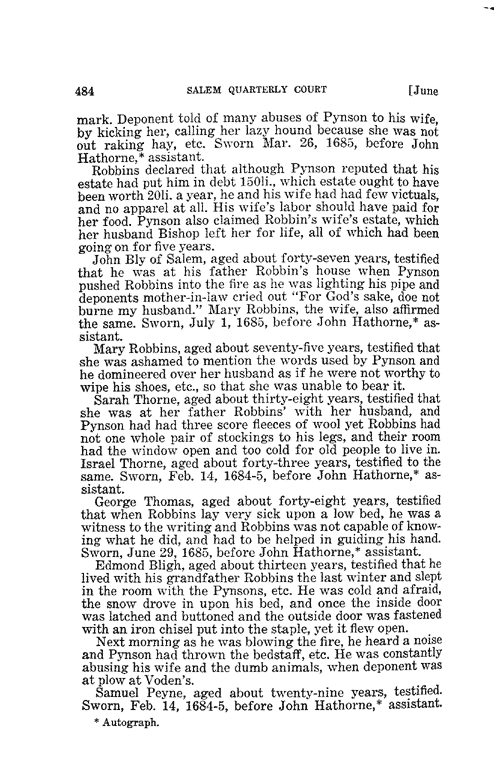 484 SALEM QUARTERLY COURT [June
mark. Deponent told of many abuses of Pynson to his wife,
by kicking her, calling her lazy hound because she was not
out raking hay, etc. Sworn Mar. 26, 1685, before John
Hathorne,* assistant.
Robbins declared that although Pynson reputed that his
estate had put him in debt 150li., which estate ought to have
been worth 20li. a year, he and his wife had had few victuals,
and no apparel at all. His wife's labor should have paid for
her food. Pynson also claimed Robbin's wife's estate, which
her husband Bishop left her for life, all of which had been
going on for five years.
John Bly of Salem, aged about forty-seven years, testified
that he was at his father Robbin's house when Pynson
pushed Robbins into the fire as he was lighting his pipe and
deponents mother-in-law cried out "For God's sake, doe not
burne my husband." Mary Robbins, the wife, also affirmed
the same. Sworn, July 1, 1685, before John Hathorne,* as-
sistant.
Mary Robbins, aged about seventy-five years, testified that
she was ashamed to mention the words used by Pynson and
he domineered over her husband as if he were not worthy to
wipe his shoes, etc., so that she was unable to bear it.
Sarah Thorne, aged about thirty-eight years, testified that
she was at her father Robbins' with her husband, and
Pynson had had three score fleeces of wool yet Robbins had
not one whole pair of stockings to his legs, and their room
had the window open and too cold for old people to live in.
Israel Thorne, aged about forty-three years, testified to the
same. Sworn, Feb. 14, 1684-5, before John Hathorne,* as-
sistant.
George Thomas, aged about forty-eight years, testified
that when Robbins lay very sick upon a low bed, he was a
witness to the writing and Robbins was not capable of know-
ing what he did, and had to be helped in guiding his hand.
Sworn, June 29, 1685, before John Hathorne,* assistant.
Edmond Bligh, aged about thirteen years, testified that he
lived with his grandfather Robbins the last winter and slept
in the room with the Pynsons, etc. He was cold and afraid,
the snow drove in upon his bed, and once the inside door
was latched and buttoned and the outside door was fastened
with an iron chisel put into the staple, yet it flew open.
Next morning as he was blowing the fire, he heard a noise
and Pynson had thrown the bedstaff, etc. He was constantly
abusing his wife and the dumb animals, when deponent was
at plow at Voden's.
Samuel Peyne, aged about twenty-nine years, testified.
Sworn, Feb. 14, 1684-5, before John Hathorne,* assistant.
* Autograph.